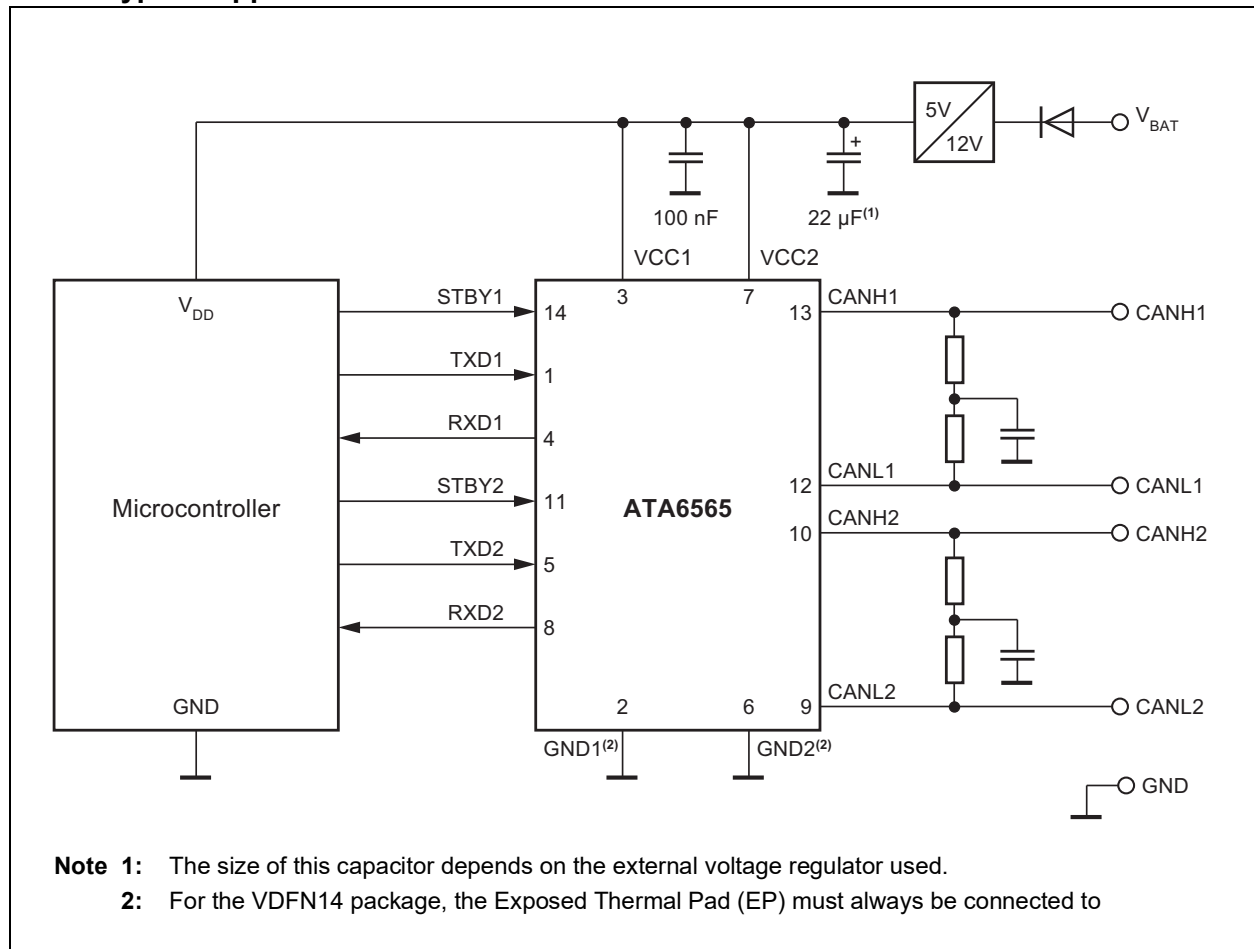 5V
12V
V_BAT
100 nF
22 µF(1)
VCC1
VCC2
V_DD
STBY1
14
3
7
13
CANH1
CANH1
TXD1
1
RXD1
4
STBY2
11
Microcontroller
ATA6565
12
CANL1
CANL1
10
CANH2
CANH2
TXD2
5
RXD2
8
GND
2
6
9
CANL2
CANL2
GND1(2)
GND2(2)
GND
Note 1: The size of this capacitor depends on the external voltage regulator used.
2: For the VDFN14 package, the Exposed Thermal Pad (EP) must always be connected to